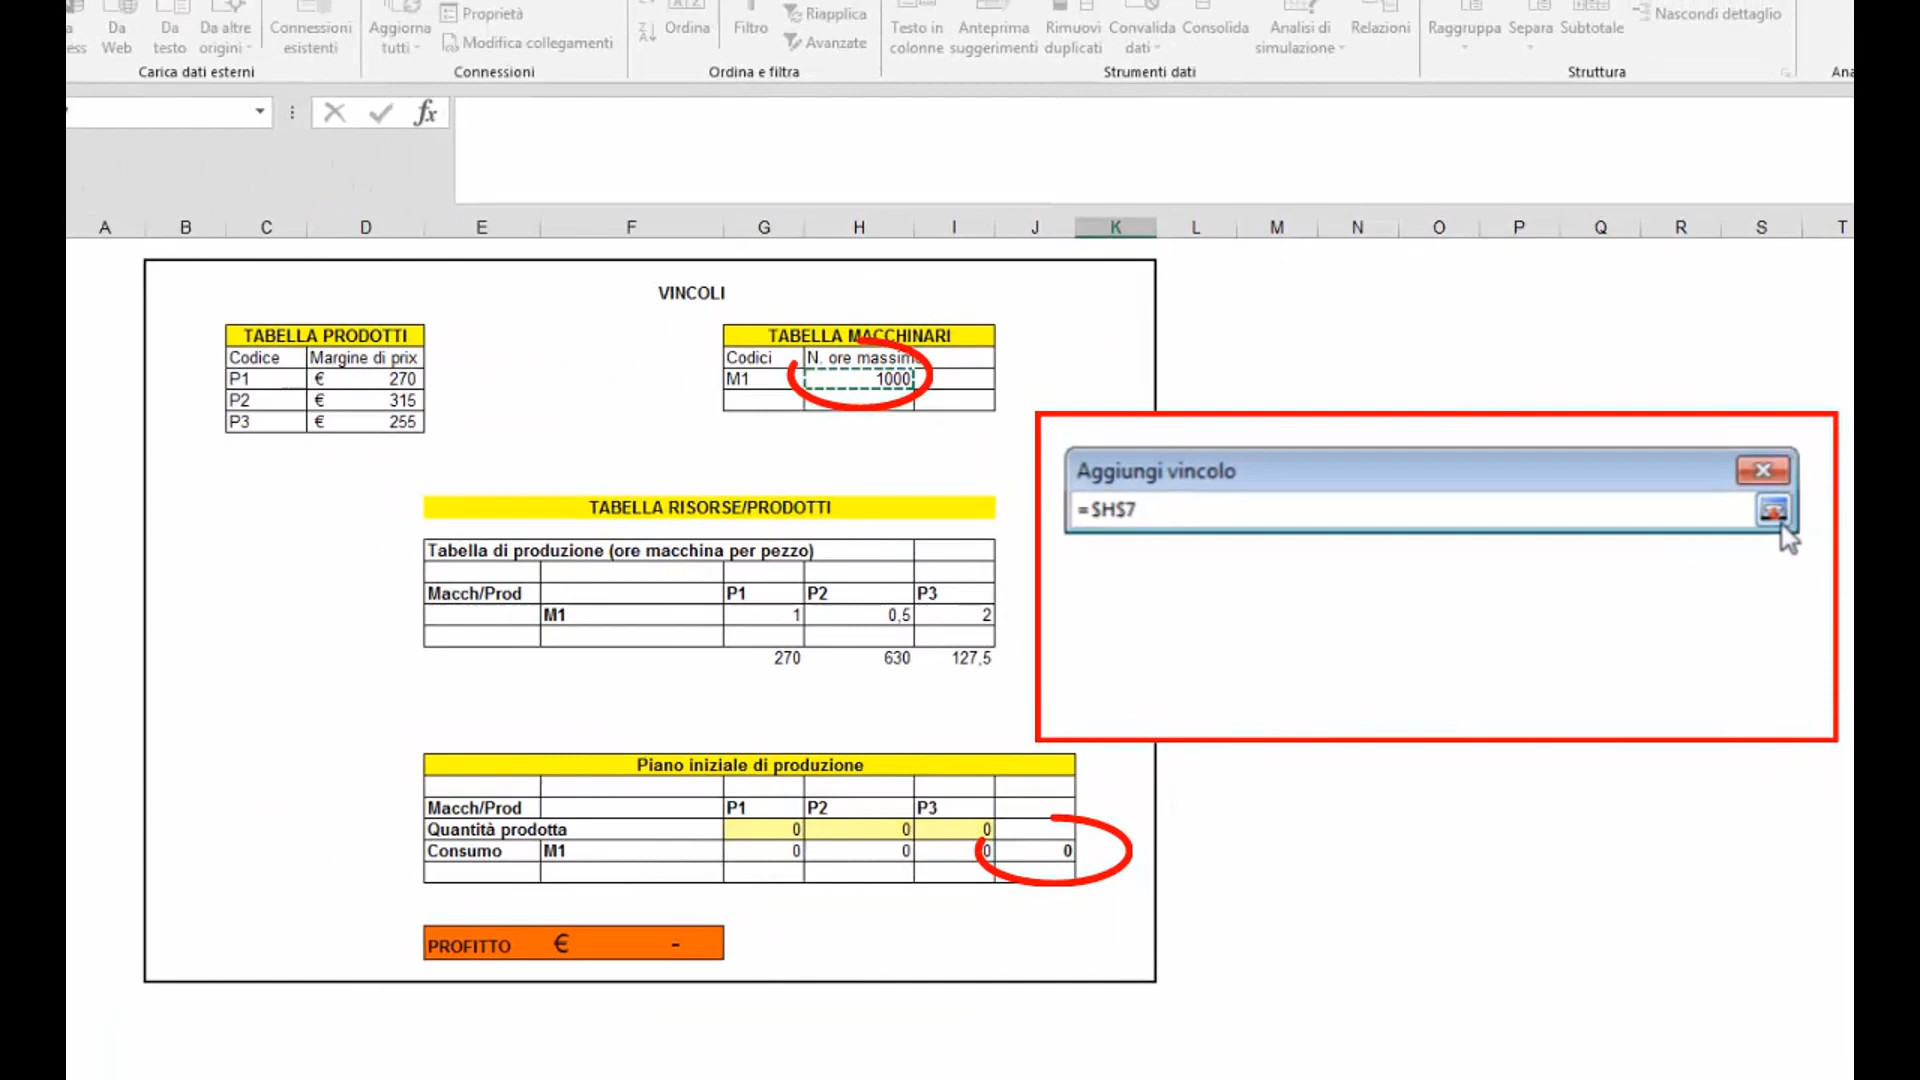 Da Web
Da testo
Da altre origini
Connessioni esistenti
Carica dati esterni
Aggiorna tutti
Proprietà
Modifica collegamenti
Connessioni
Ordina
Filtro
Riapplica
Avanzate
Ordina e filtra
Testo in colonne
Anteprima suggerimenti
Rimuovi duplicati
Convalida dati
Consolida
Analisi di simulazione
Relazioni
Strumenti dati
Raggruppa
Separa
Subtotale
Nascondi dettaglio
Struttura
fx
A B C D E F G H I J K L M N O P Q R S T
VINCOLI
TABELLA PRODOTTI
Codice Margine di prix
P1 € 270
P2 € 315
P3 € 255
TABELLA MACCHINARI
Codici N. ore massim
M1 1000
Aggiungi vincolo
=$H$7
TABELLA RISORSE/PRODOTTI
Tabella di produzione (ore macchina per pezzo)
Macch/Prod P1 P2 P3
M1 1 0,5 2
270 630 127,5
Piano iniziale di produzione
Macch/Prod P1 P2 P3
Quantità prodotta 0 0 0
Consumo M1 0 0 0 0
PROFITTO € -